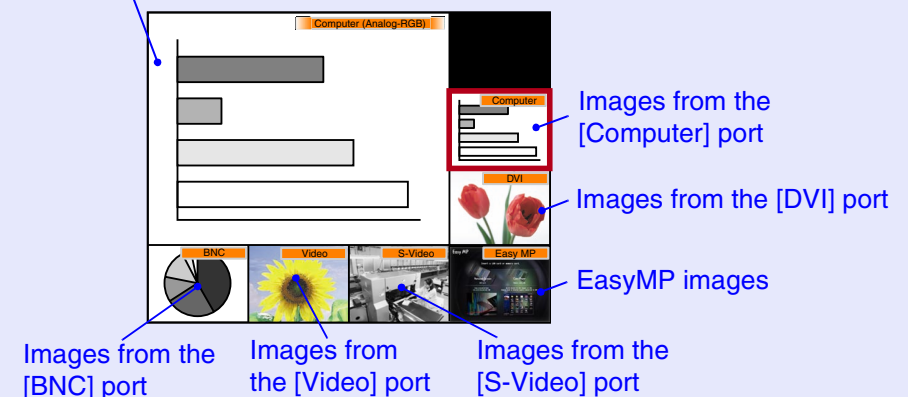 Computer (Analog-RGB)
Computer
Images from the
[Computer] port
DVI
Images from the [DVI] port
BNC
Video
S-Video
Easy MP
EasyMP images
Images from the
[BNC] port
Images from
the [Video] port
Images from the
[S-Video] port